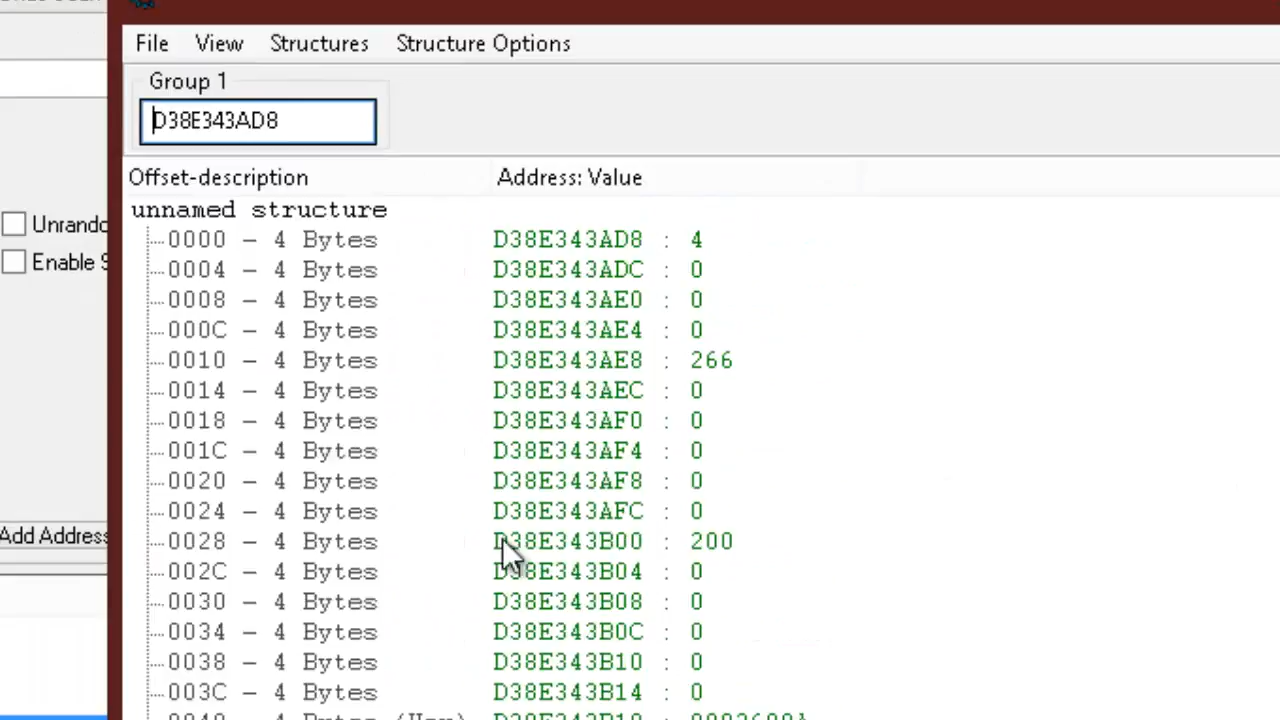 File View Structures Structure Options
Group 1
D38E343AD8
Offset-description Address: Value
unnamed structure
0000 - 4 Bytes D38E343AD8 : 4
Unrando
0004 - 4 Bytes D38E343ADC : 0
Enable S
0008 - 4 Bytes D38E343AE0 : 0
000C - 4 Bytes D38E343AE4 : 0
0010 - 4 Bytes D38E343AE8 : 266
0014 - 4 Bytes D38E343AEC : 0
0018 - 4 Bytes D38E343AF0 : 0
001C - 4 Bytes D38E343AF4 : 0
0020 - 4 Bytes D38E343AF8 : 0
0024 - 4 Bytes D38E343AFC : 0
Add Address
0028 - 4 Bytes D38E343B00 : 200
002C - 4 Bytes D38E343B04 : 0
0030 - 4 Bytes D38E343B08 : 0
0034 - 4 Bytes D38E343B0C : 0
0038 - 4 Bytes D38E343B10 : 0
003C - 4 Bytes D38E343B14 : 0